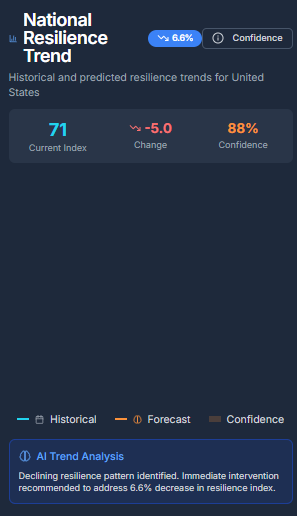 National
Resilience
Trend
6.6%
Confidence
Historical and predicted resilience trends for United
States
71
-5.0
88%
Current Index
Change
Confidence
Historical
Forecast
Confidence
AI Trend Analysis
Declining resilience pattern identified. Immediate intervention
recommended to address 6.6% decrease in resilience index.